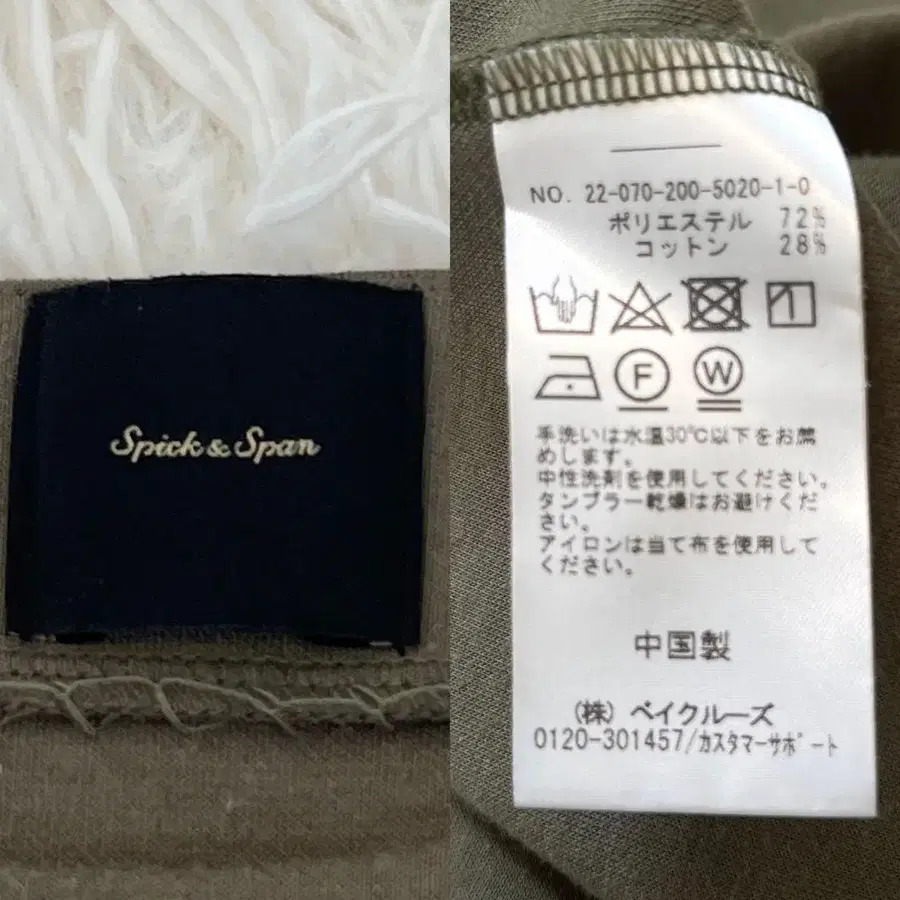 Spick & Span
NO. 22-070-200-5020-1-0
ポリエステル 72%
コットン 28%
F
W
手洗いは水温30℃以下をお薦
めします。
中性洗剤を使用してください。
タンブラー乾燥はお避けくだ
さい。
アイロンは当て布を使用して
ください。
中国製
(株) ベイクルーズ
0120-301457/カスタマーサポート